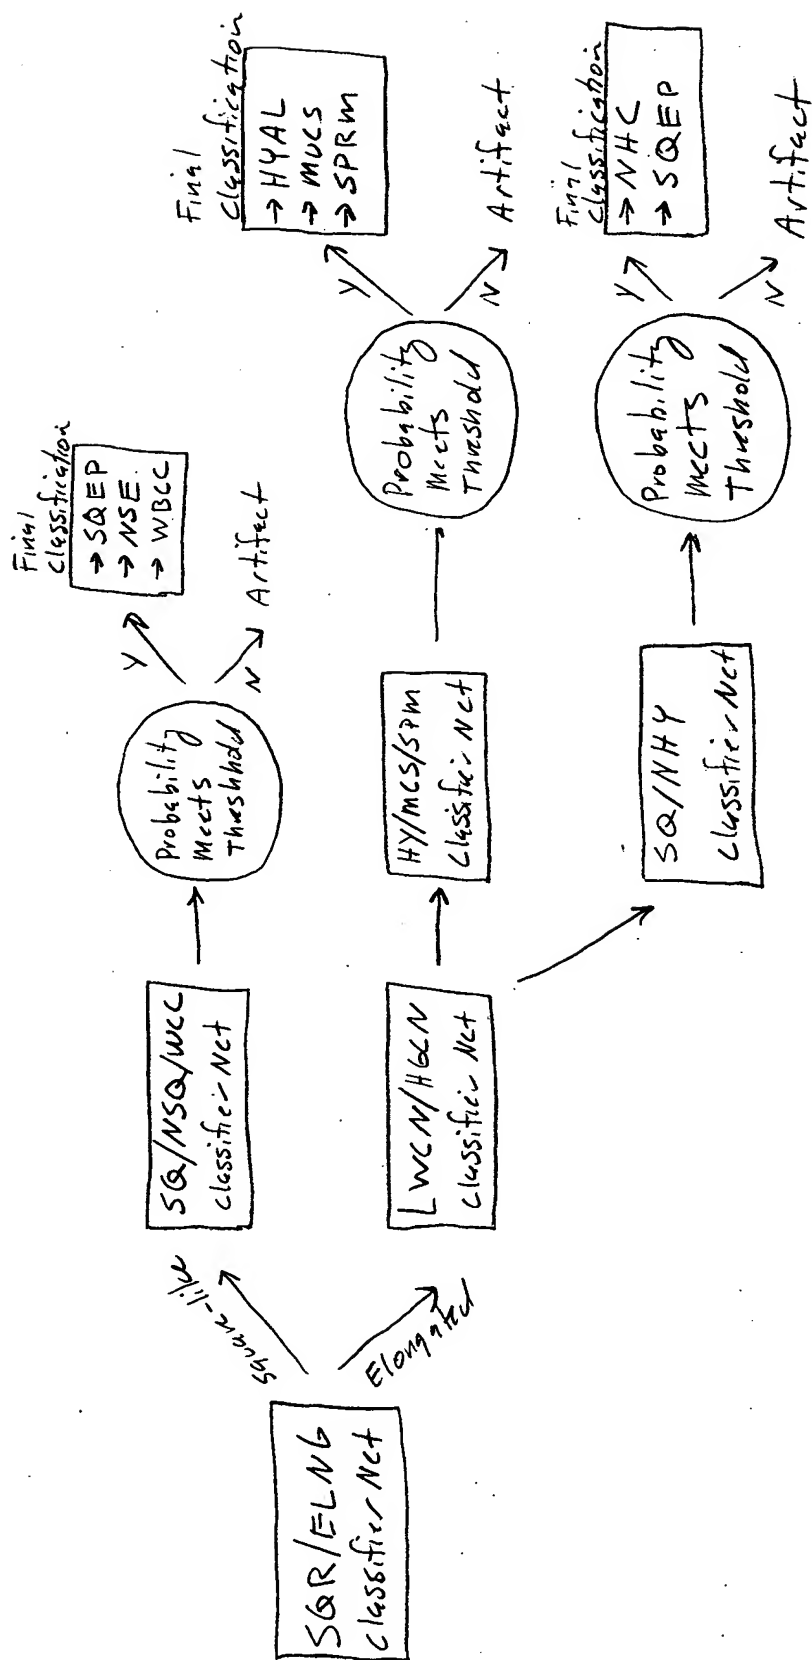 SQR/ELNG
Classifier Net
Square-like
Elongated
SQ/NSQ/WCC
Classifier Net
Probability
Meets
Threshhold
Y
N
Final
Classification
→ SQEP
→ NSE
→ WBCC
Artifact
LWCN/HGCN
Classifier Net
HY/MCS/SPM
Classifier Net
Probability
Meets
Threshold
Y
N
Final
Classification
→ HYAL
→ MUCS
→ SPRM
Artifact
SQ/NHY
Classifier Net
Probability
Meets
Threshold
Y
N
Final
Classification
→ NHC
→ SQEP
Artifact